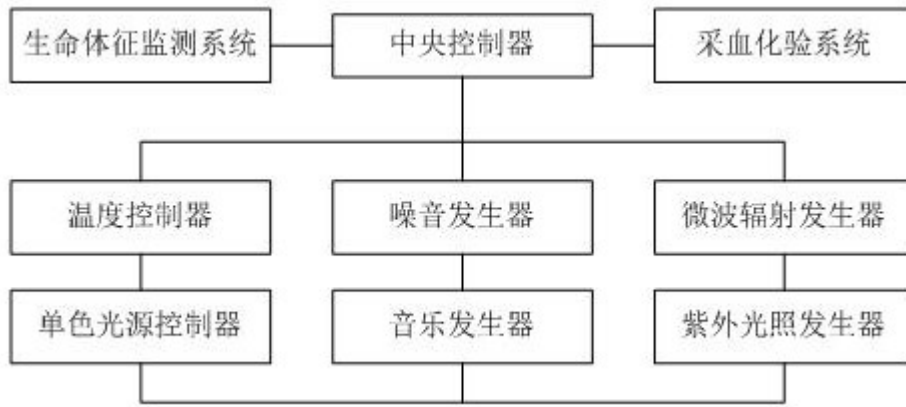 生命体征监测系统
中央控制器
采血化验系统
温度控制器
噪音发生器
微波辐射发生器
单色光源控制器
音乐发生器
紫外光照发生器